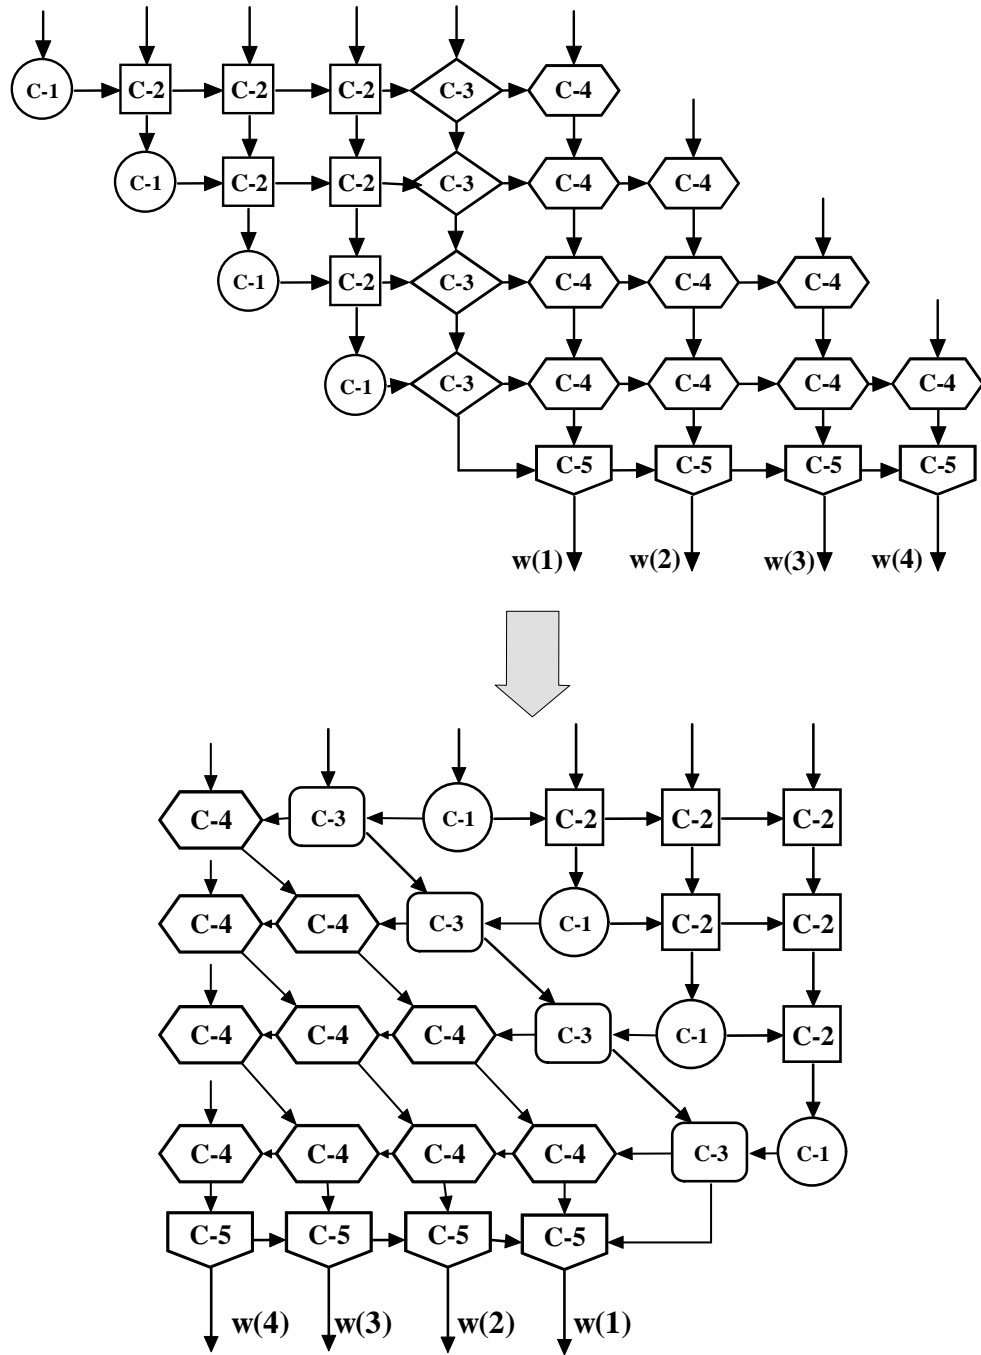 C-1 C-2 C-2 C-2 C-3 C-4
C-1 C-2 C-2 C-3 C-4 C-4
C-1 C-2 C-3 C-4 C-4 C-4
C-1 C-3 C-4 C-4 C-4 C-4
C-5 C-5 C-5 C-5
w(1) w(2) w(3) w(4)
C-4 C-3 C-1 C-2 C-2 C-2
C-4 C-4 C-3 C-1 C-2 C-2
C-4 C-4 C-4 C-3 C-1 C-2
C-4 C-4 C-4 C-4 C-3 C-1
C-5 C-5 C-5 C-5
w(4) w(3) w(2) w(1)